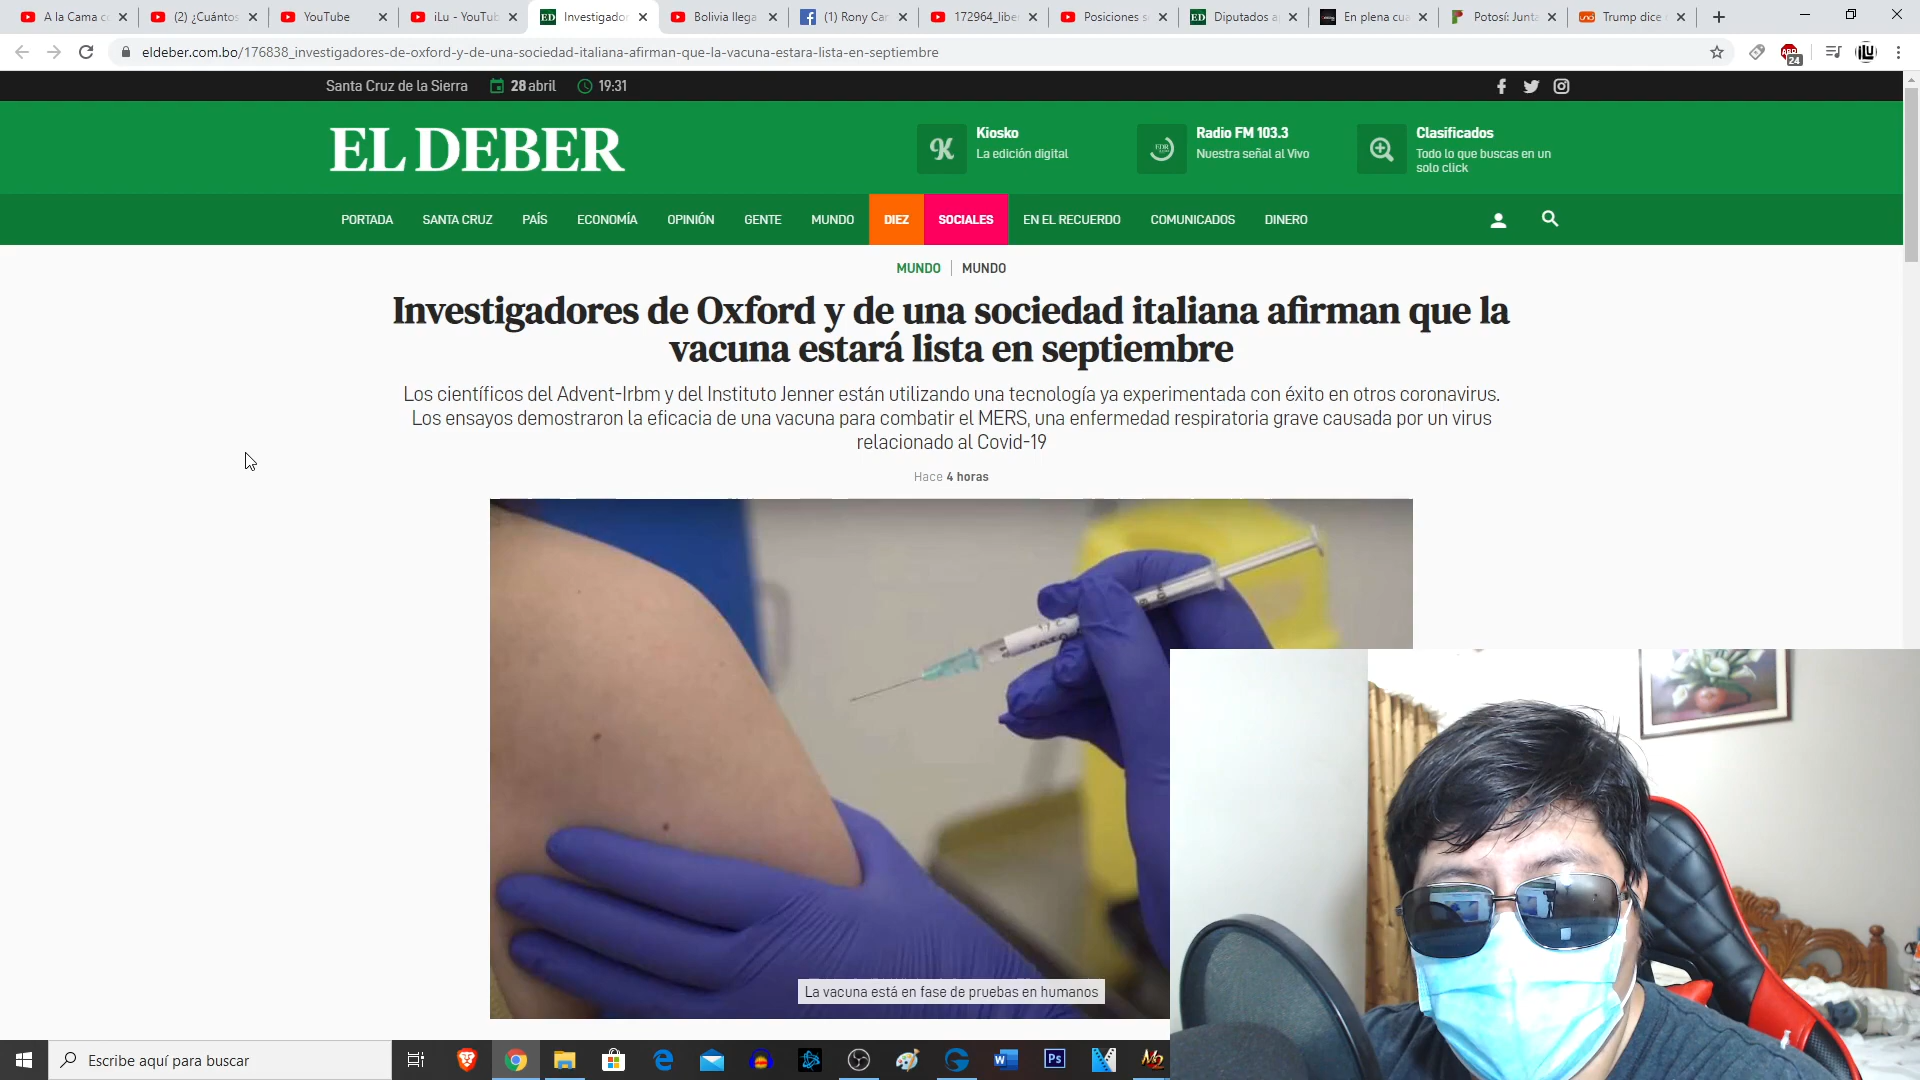 A la Cama c
(2) ¿Cuántos
YouTube
iLu - YouTub
Investigador
Bolivia llega
(1) Rony Car
172964_liber
Posiciones s
Diputados a
En plena cua
Potosí: Junta
Trump dice
eldeber.com.bo/176838_investigadores-de-oxford-y-de-una-sociedad-italiana-afirman-que-la-vacuna-estara-lista-en-septiembre
24
Santa Cruz de la Sierra 28 abril 19:31
EL DEBER
Kiosko
La edición digital
Radio FM 103.3
Nuestra señal al Vivo
Clasificados
Todo lo que buscas en un
solo click
PORTADA SANTA CRUZ PAÍS ECONOMÍA OPINIÓN GENTE MUNDO DIEZ SOCIALES EN EL RECUERDO COMUNICADOS DINERO
MUNDO | MUNDO
Investigadores de Oxford y de una sociedad italiana afirman que la
vacuna estará lista en septiembre
Los científicos del Advent-Irbm y del Instituto Jenner están utilizando una tecnología ya experimentada con éxito en otros coronavirus.
Los ensayos demostraron la eficacia de una vacuna para combatir el MERS, una enfermedad respiratoria grave causada por un virus
relacionado al Covid-19
Hace 4 horas
La vacuna está en fase de pruebas en humanos
Escribe aquí para buscar